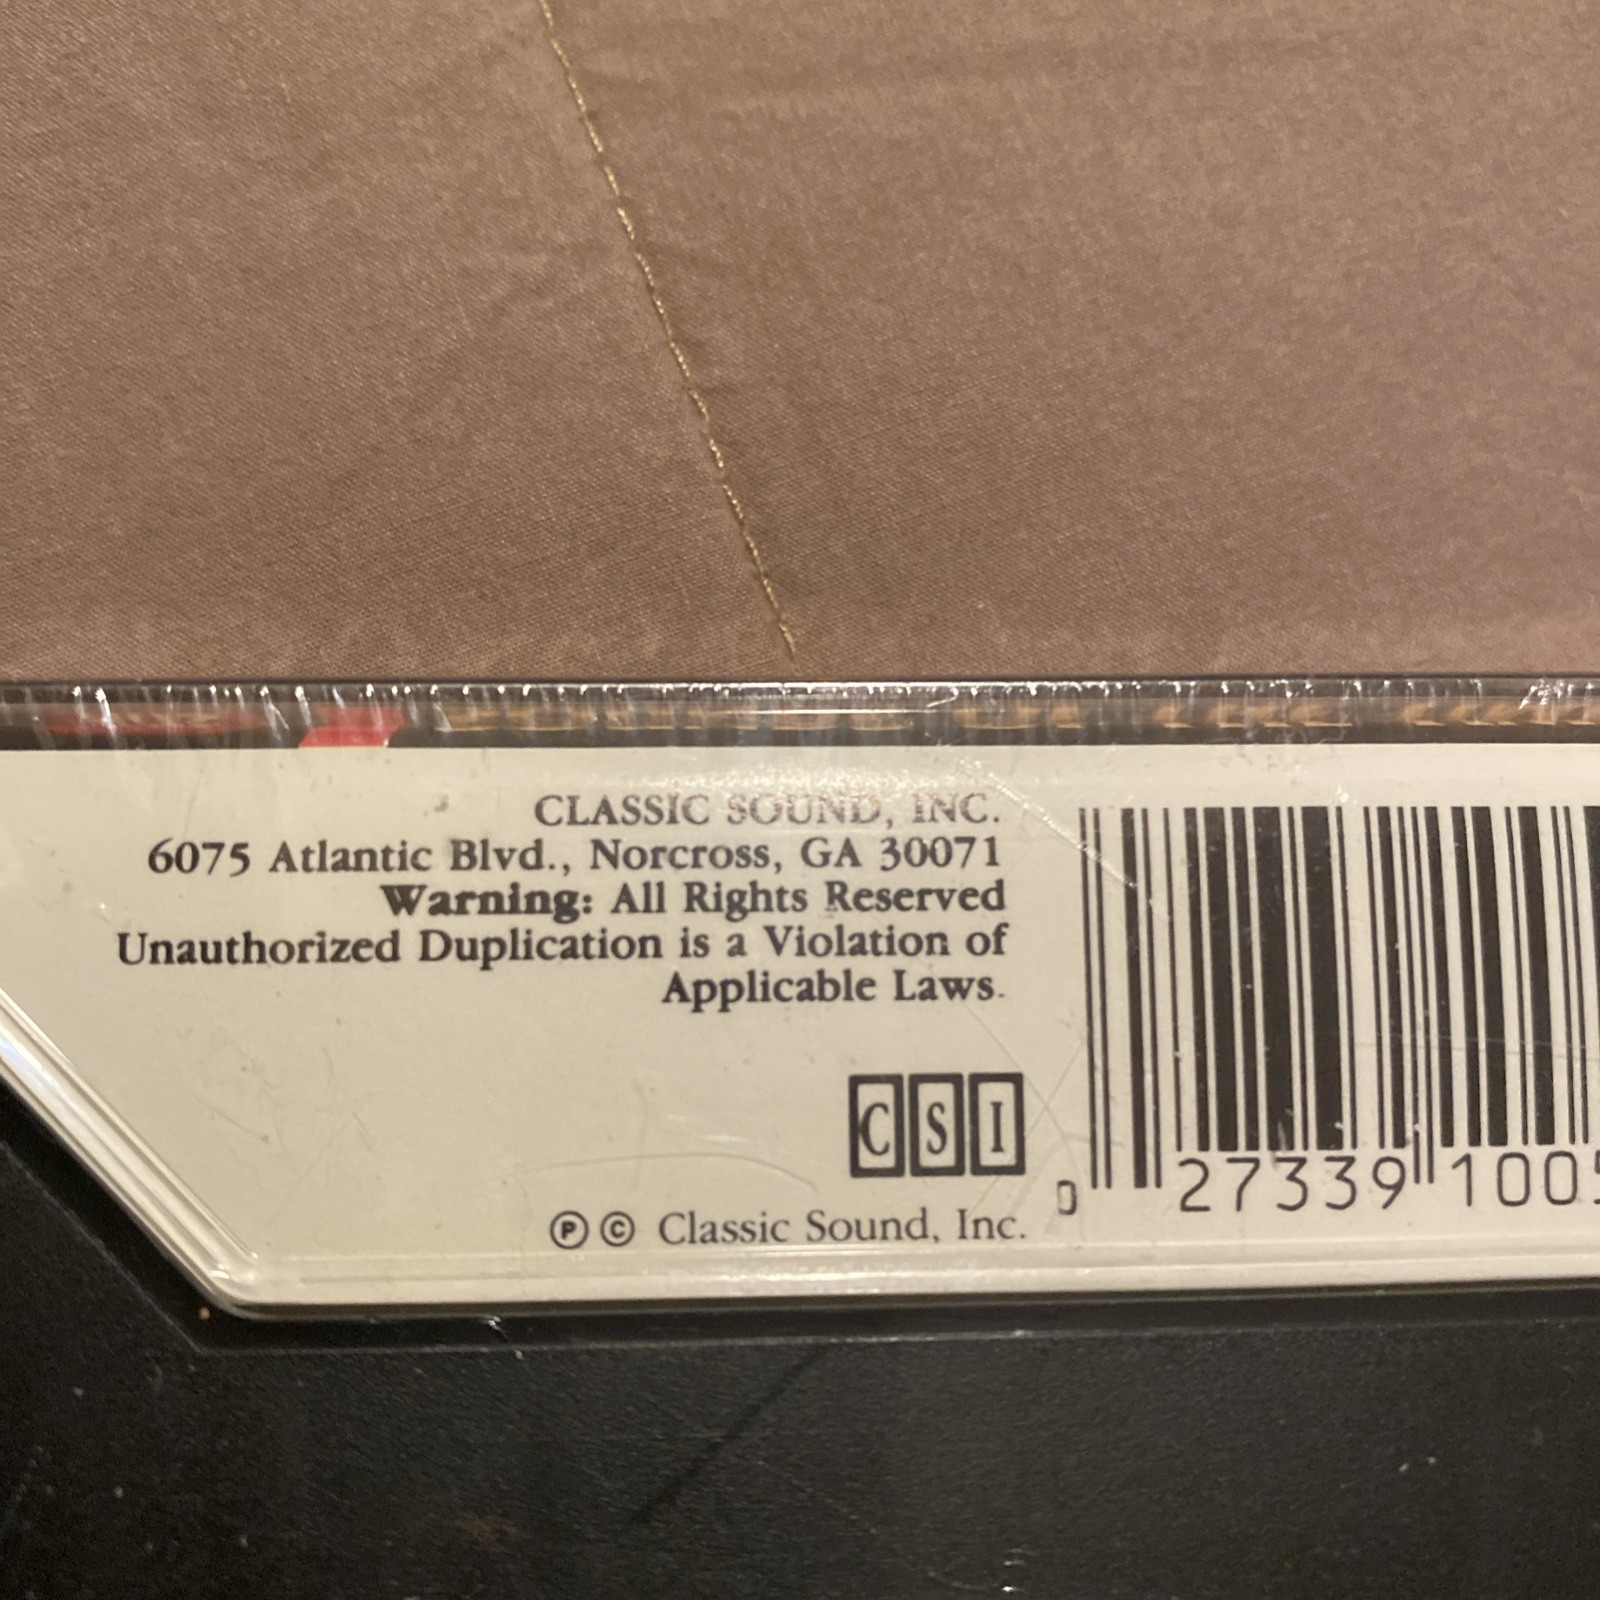 CLASSIC SOUND, INC.
6075 Atlantic Blvd., Norcross, GA 30071
Warning: All Rights Reserved
Unauthorized Duplication is a Violation of
Applicable Laws.
CSI
Ⓟ © Classic Sound, Inc.
0 27339 100